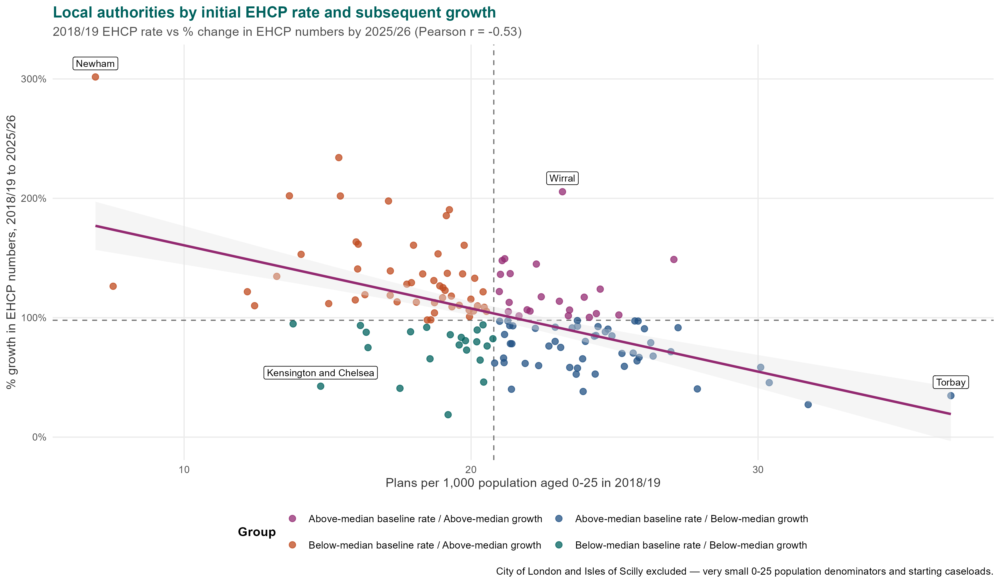 Local authorities by initial EHCP rate and subsequent growth
2018/19 EHCP rate vs % change in EHCP numbers by 2025/26 (Pearson r = -0.53)
% growth in EHCP numbers, 2018/19 to 2025/26
300%
200%
100%
0%
Newham
Wirral
Kensington and Chelsea
Torbay
10
20
30
Plans per 1,000 population aged 0-25 in 2018/19
Group
Above-median baseline rate / Above-median growth
Above-median baseline rate / Below-median growth
Below-median baseline rate / Above-median growth
Below-median baseline rate / Below-median growth
City of London and Isles of Scilly excluded — very small 0-25 population denominators and starting caseloads.